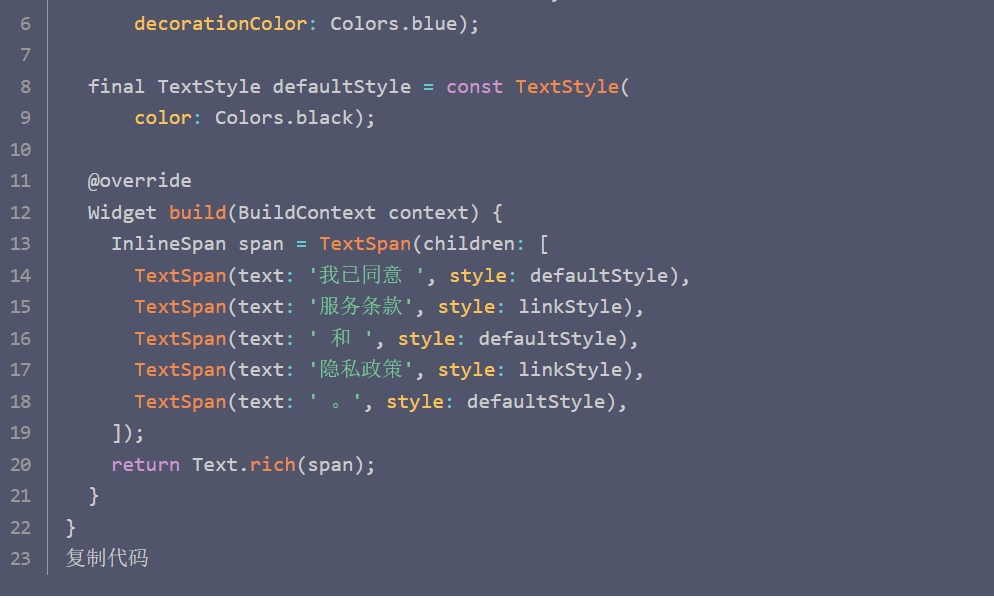 6 decorationColor: Colors.blue);
7
8 final TextStyle defaultStyle = const TextStyle(
9 color: Colors.black);
10
11 @override
12 Widget build(BuildContext context) {
13 InlineSpan span = TextSpan(children: [
14 TextSpan(text: '我已同意 ', style: defaultStyle),
15 TextSpan(text: '服务条款', style: linkStyle),
16 TextSpan(text: ' 和 ', style: defaultStyle),
17 TextSpan(text: '隐私政策', style: linkStyle),
18 TextSpan(text: ' 。', style: defaultStyle),
19 ]);
20 return Text.rich(span);
21 }
22 }
23 复制代码